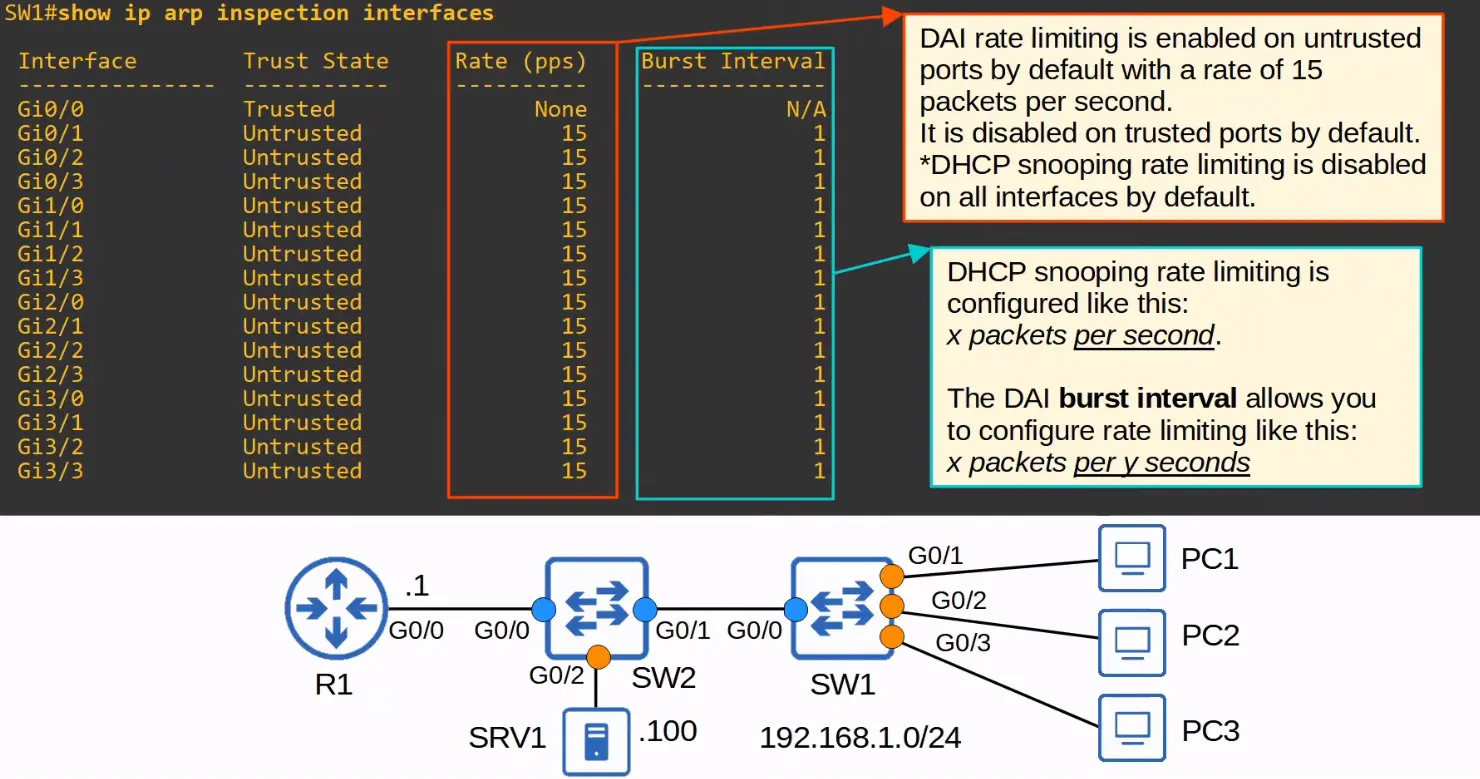 SW1#show ip arp inspection interfaces
Interface Trust State Rate (pps) Burst Interval
--------------- ----------- ---------- --------------
Gi0/0 Trusted None N/A
Gi0/1 Untrusted 15 1
Gi0/2 Untrusted 15 1
Gi0/3 Untrusted 15 1
Gi1/0 Untrusted 15 1
Gi1/1 Untrusted 15 1
Gi1/2 Untrusted 15 1
Gi1/3 Untrusted 15 1
Gi2/0 Untrusted 15 1
Gi2/1 Untrusted 15 1
Gi2/2 Untrusted 15 1
Gi2/3 Untrusted 15 1
Gi3/0 Untrusted 15 1
Gi3/1 Untrusted 15 1
Gi3/2 Untrusted 15 1
Gi3/3 Untrusted 15 1
DAI rate limiting is enabled on untrusted
ports by default with a rate of 15
packets per second.
It is disabled on trusted ports by default.
*DHCP snooping rate limiting is disabled
on all interfaces by default.
DHCP snooping rate limiting is
configured like this:
x packets per second.
The DAI burst interval allows you
to configure rate limiting like this:
x packets per y seconds
.1
G0/0
G0/0
R1
G0/1
G0/2
SW2
SRV1
.100
G0/0
SW1
192.168.1.0/24
G0/1
PC1
G0/2
PC2
G0/3
PC3